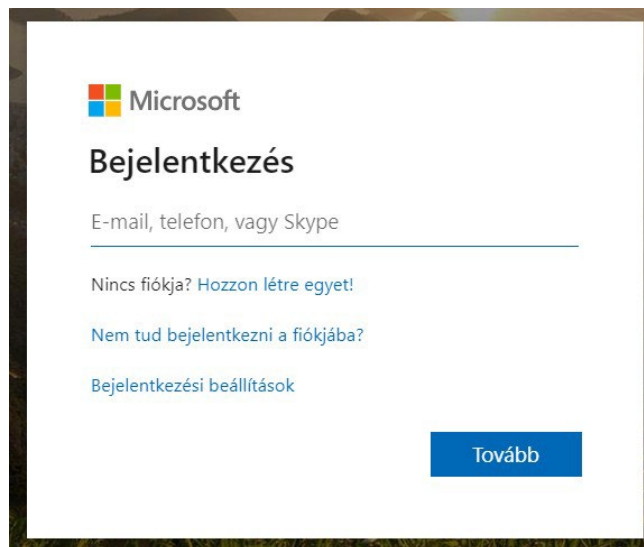 Microsoft
Bejelentkezés
E-mail, telefon, vagy Skype
Nincs fiókja? Hozzon létre egyet!
Nem tud bejelentkezni a fiókjába?
Bejelentkezési beállítások
Tovább